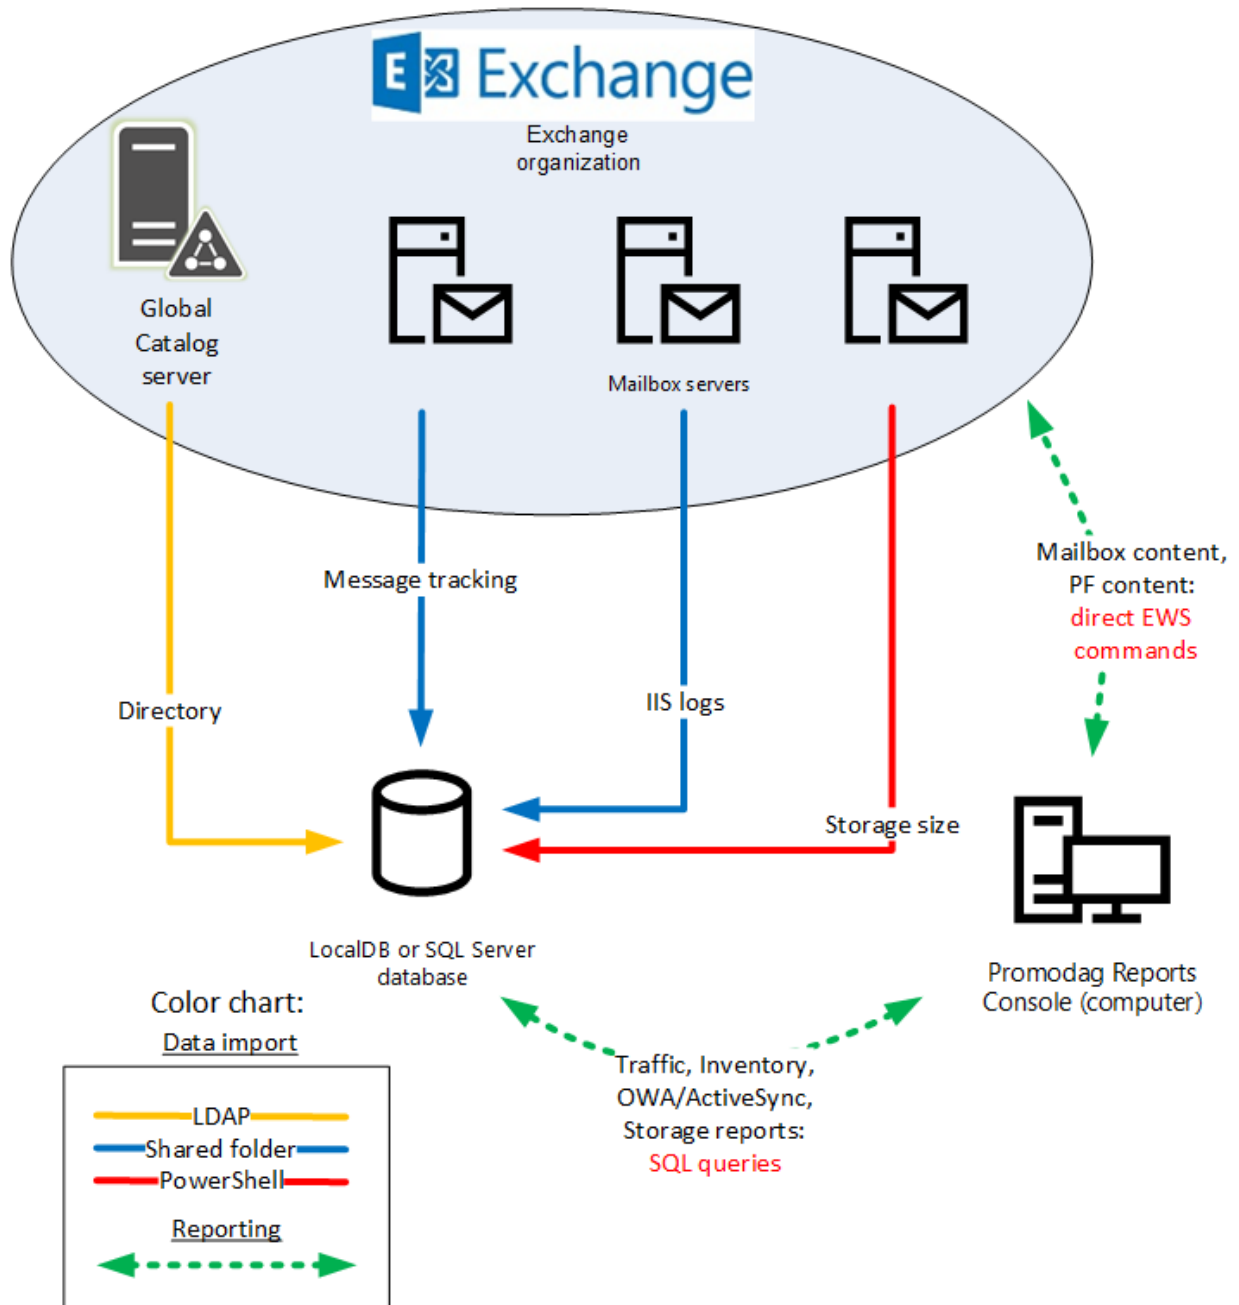 E Exchange
Exchange
organization
Global
Catalog
server
Mailbox servers
Message tracking
Directory
IIS logs
Storage size
Mailbox content,
PF content:
direct EWS
commands
LocalDB or SQL Server
database
Promodag Reports
Console (computer)
Traffic, Inventory,
OWA/ActiveSync,
Storage reports:
SQL queries
Color chart:
Data import
LDAP
Shared folder
PowerShell
Reporting